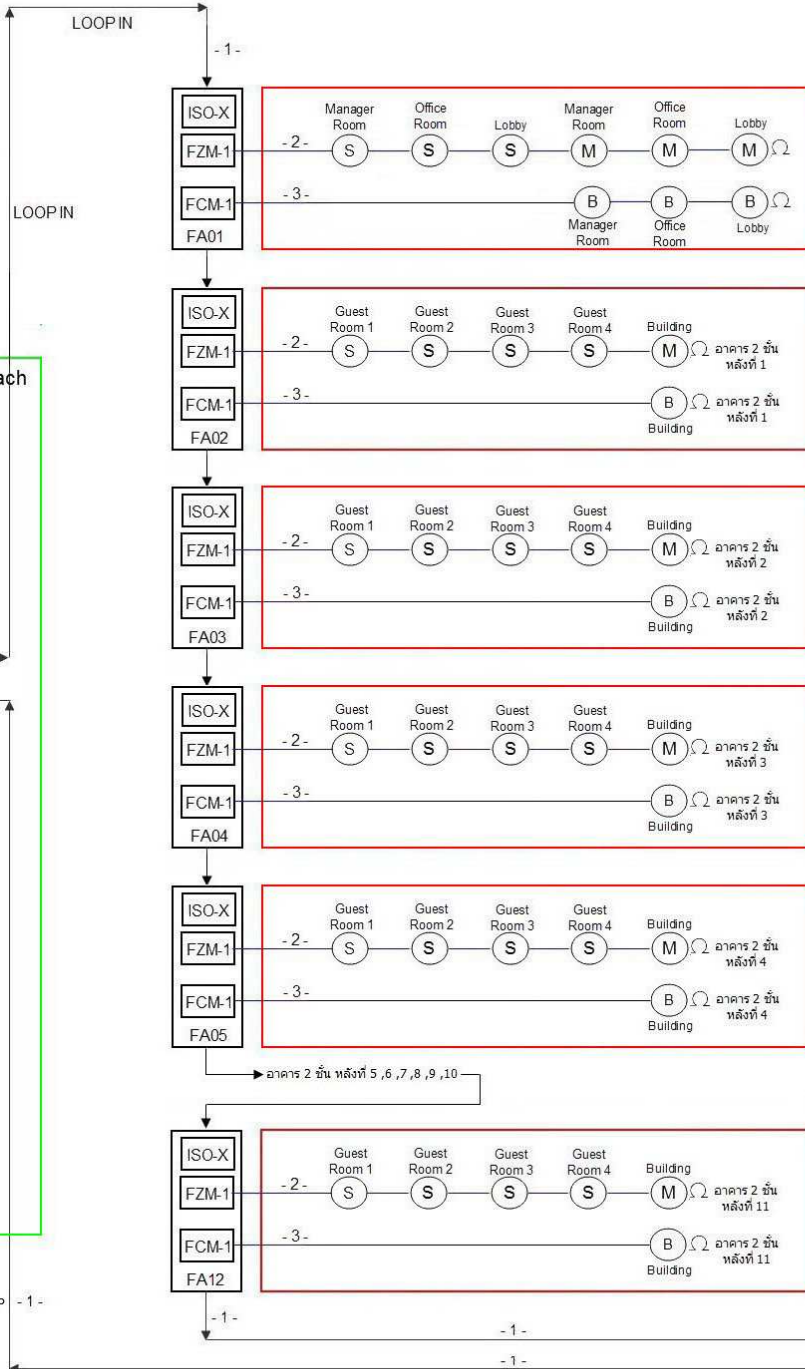 LOOP IN
- 1 -
LOOP IN
ISO-X
FZM-1
FCM-1
FA01
- 2 -
- 3 -
Manager Room
Office Room
Lobby
Manager Room
Office Room
Lobby
S S S M M M Ω
B B B Ω
Manager Room
Office Room
Lobby
ach
ISO-X
FZM-1
FCM-1
FA02
- 2 -
- 3 -
Guest Room 1
Guest Room 2
Guest Room 3
Guest Room 4
Building
S S S S M Ω
อาคาร 2 ชั้น
หลังที่ 1
B Ω
อาคาร 2 ชั้น
หลังที่ 1
Building
ISO-X
FZM-1
FCM-1
FA03
- 2 -
- 3 -
Guest Room 1
Guest Room 2
Guest Room 3
Guest Room 4
Building
S S S S M Ω
อาคาร 2 ชั้น
หลังที่ 2
B Ω
อาคาร 2 ชั้น
หลังที่ 2
Building
ISO-X
FZM-1
FCM-1
FA04
- 2 -
- 3 -
Guest Room 1
Guest Room 2
Guest Room 3
Guest Room 4
Building
S S S S M Ω
อาคาร 2 ชั้น
หลังที่ 3
B Ω
อาคาร 2 ชั้น
หลังที่ 3
Building
ISO-X
FZM-1
FCM-1
FA05
- 2 -
- 3 -
Guest Room 1
Guest Room 2
Guest Room 3
Guest Room 4
Building
S S S S M Ω
อาคาร 2 ชั้น
หลังที่ 4
B Ω
อาคาร 2 ชั้น
หลังที่ 4
Building
อาคาร 2 ชั้น หลังที่ 5 ,6 ,7 ,8 ,9 ,10
ISO-X
FZM-1
FCM-1
FA12
- 2 -
- 3 -
Guest Room 1
Guest Room 2
Guest Room 3
Guest Room 4
Building
S S S S M Ω
อาคาร 2 ชั้น
หลังที่ 11
B Ω
อาคาร 2 ชั้น
หลังที่ 11
Building
- 1 -
- 1 -
- 1 -
- 1 -